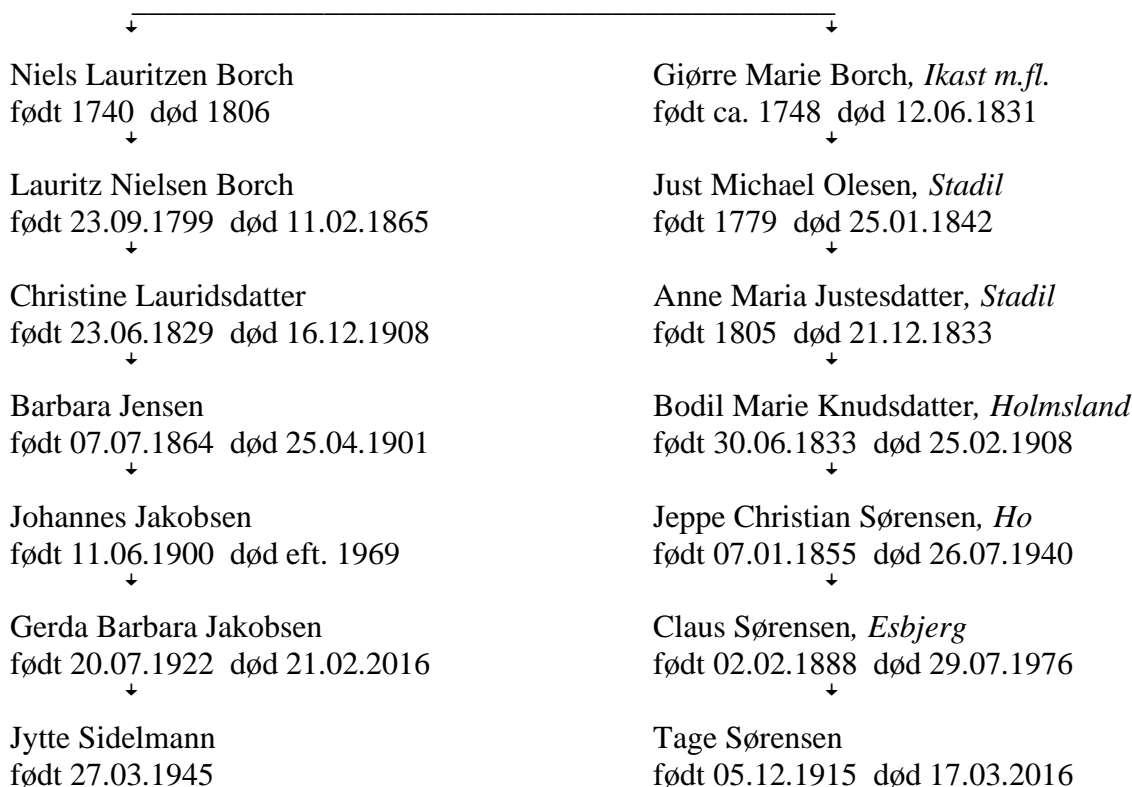 Niels Lauritzen Borch
født 1740 død 1806
Lauritz Nielsen Borch
født 23.09.1799 død 11.02.1865
Christine Lauridsdatter
født 23.06.1829 død 16.12.1908
Barbara Jensen
født 07.07.1864 død 25.04.1901
Johannes Jakobsen
født 11.06.1900 død eft. 1969
Gerda Barbara Jakobsen
født 20.07.1922 død 21.02.2016
Jytte Sidelmann
født 27.03.1945
Giørre Marie Borch, Ikast m.fl.
født ca. 1748 død 12.06.1831
Just Michael Olesen, Stadil
født 1779 død 25.01.1842
Anne Maria Justesdatter, Stadil
født 1805 død 21.12.1833
Bodil Marie Knudsdatter, Holmsland
født 30.06.1833 død 25.02.1908
Jeppe Christian Sørensen, Ho
født 07.01.1855 død 26.07.1940
Claus Sørensen, Esbjerg
født 02.02.1888 død 29.07.1976
Tage Sørensen
født 05.12.1915 død 17.03.2016